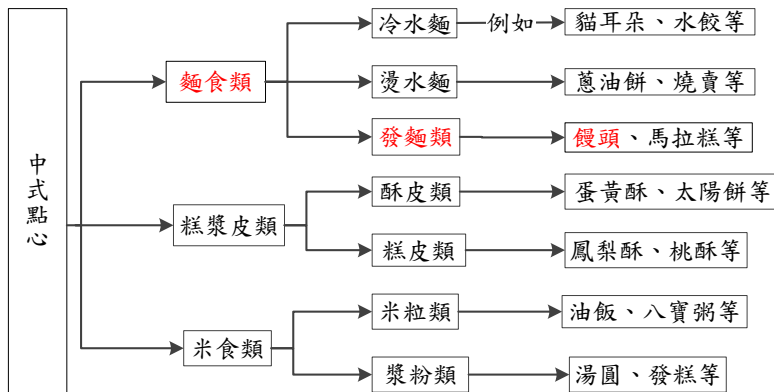 中式點心
麵食類
冷水麵
例如
貓耳朵、水餃等
燙水麵
蔥油餅、燒賣等
發麵類
饅頭、馬拉糕等
糕漿皮類
酥皮類
蛋黃酥、太陽餅等
糕皮類
鳳梨酥、桃酥等
米食類
米粒類
油飯、八寶粥等
漿粉類
湯圓、發糕等